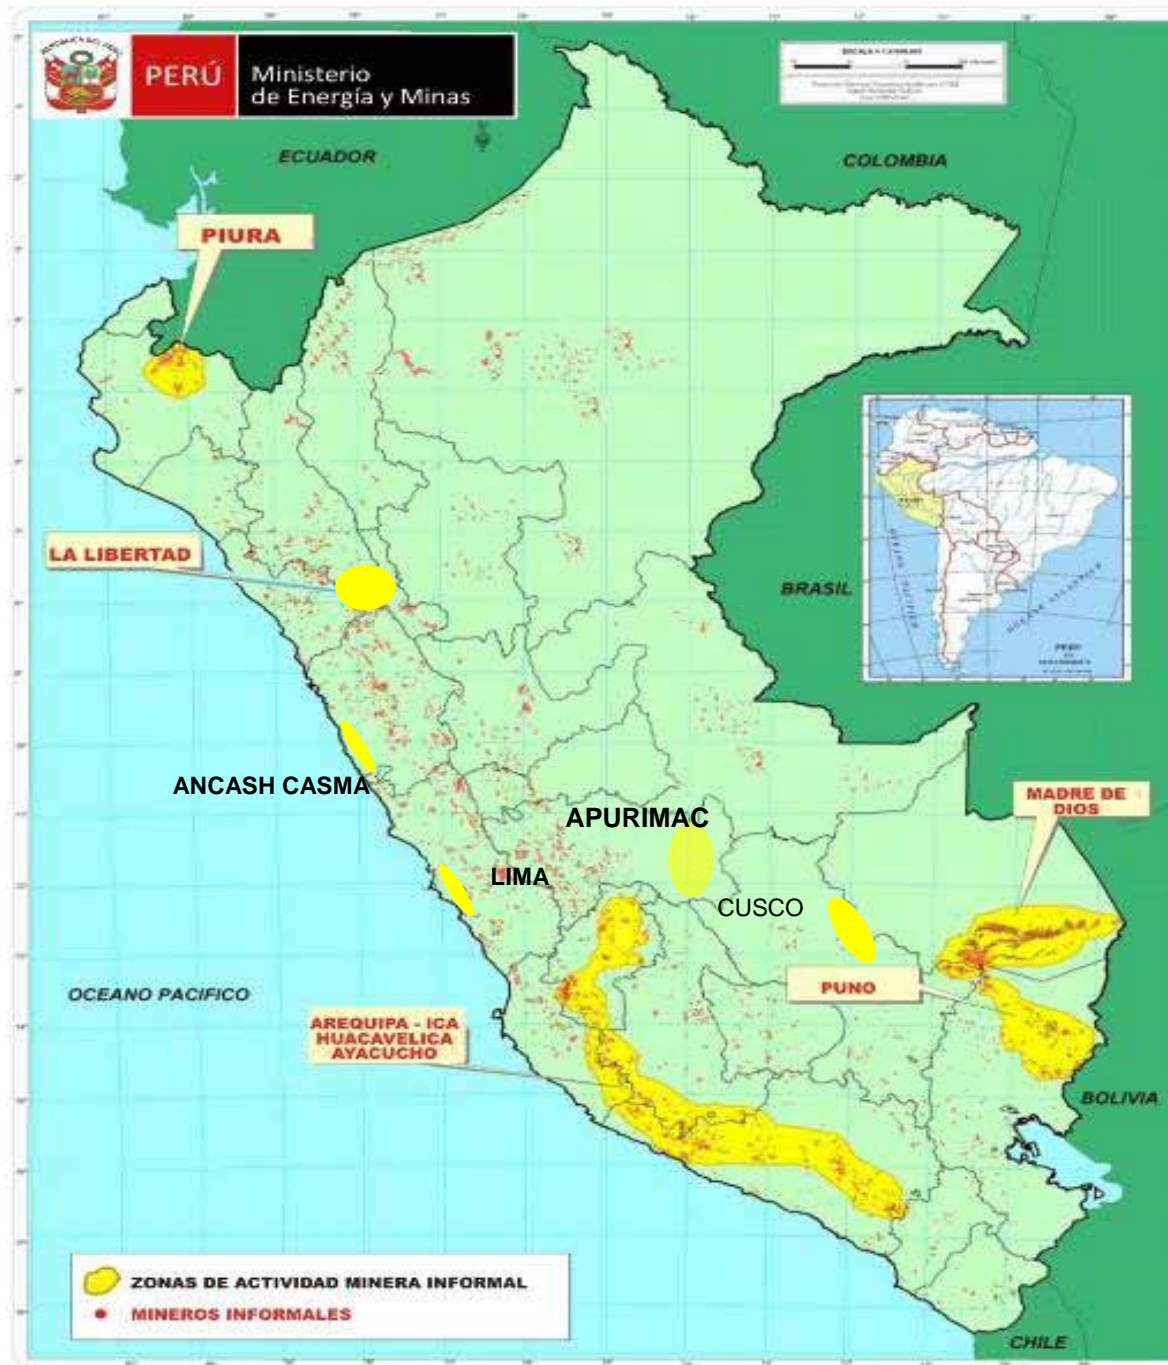 PERÚ
Ministerio
de Energía y Minas
ECUADOR
COLOMBIA
PIURA
LA LIBERTAD
BRASIL
ANCASH CASMA
APURIMAC
MADRE DE
DIOS
LIMA
CUSCO
PUNO
OCEANO PACIFICO
AREQUIPA - ICA
HUACAVELICA
AYACUCHO
BOLIVIA
ZONAS DE ACTIVIDAD MINERA INFORMAL
MINEROS INFORMALES
CHILE